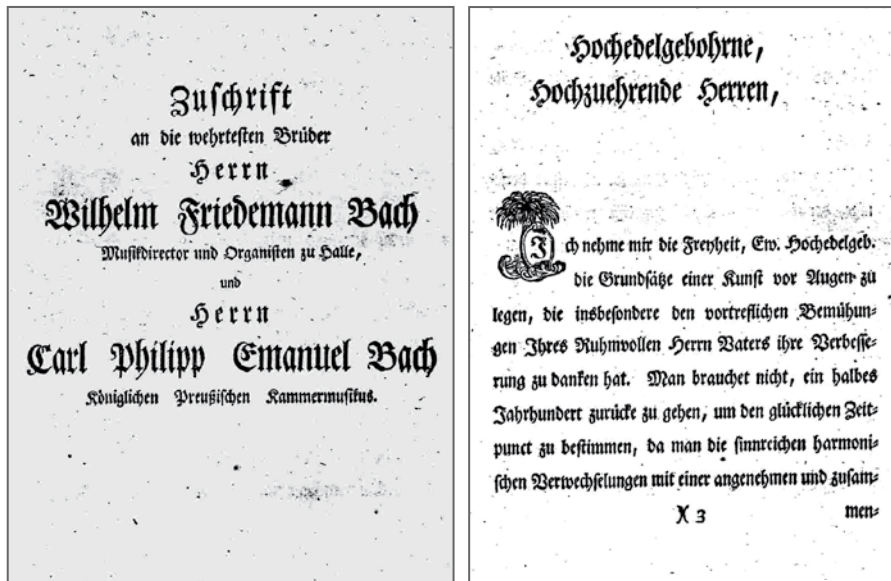 Zuschrift
an die wehrtesten Brüder
Herrn
Wilhelm Friedemann Bach
Musikdirector und Organisten zu Halle,
und
Herrn
Carl Philipp Emanuel Bach
Königlichen Preußischen Kammermusikus.
Hochedelgebohrne,
Hochzuehrende Herren,
Ich nehme mir die Freyheit, Ew. Hochedelgeb.
die Grundsätze einer Kunst vor Augen zu
legen, die insbesondere den vortreflichen Bemühun-
gen Ihres Ruhmvollen Herrn Vaters ihre Verbesse-
rung zu danken hat. Man brauchet nicht, ein halbes
Jahrhundert zurücke zu gehen, um den glücklichen Zeit-
punct zu bestimmen, da man die sinnreichen harmoni-
schen Verwechselungen mit einer angenehmen und zusam-
X 3 men-